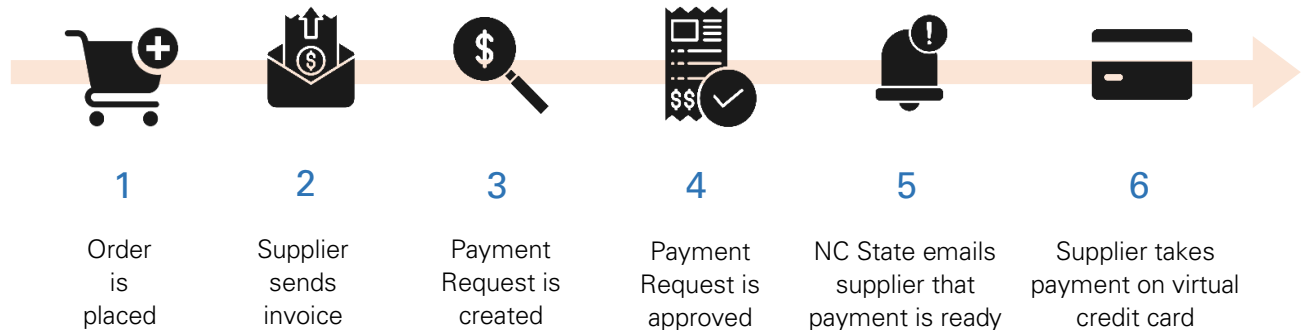 1
Order
is
placed
2
Supplier
sends
invoice
3
Payment
Request is
created
4
Payment
Request is
approved
5
NC State emails
supplier that
payment is ready
6
Supplier takes
payment on virtual
credit card